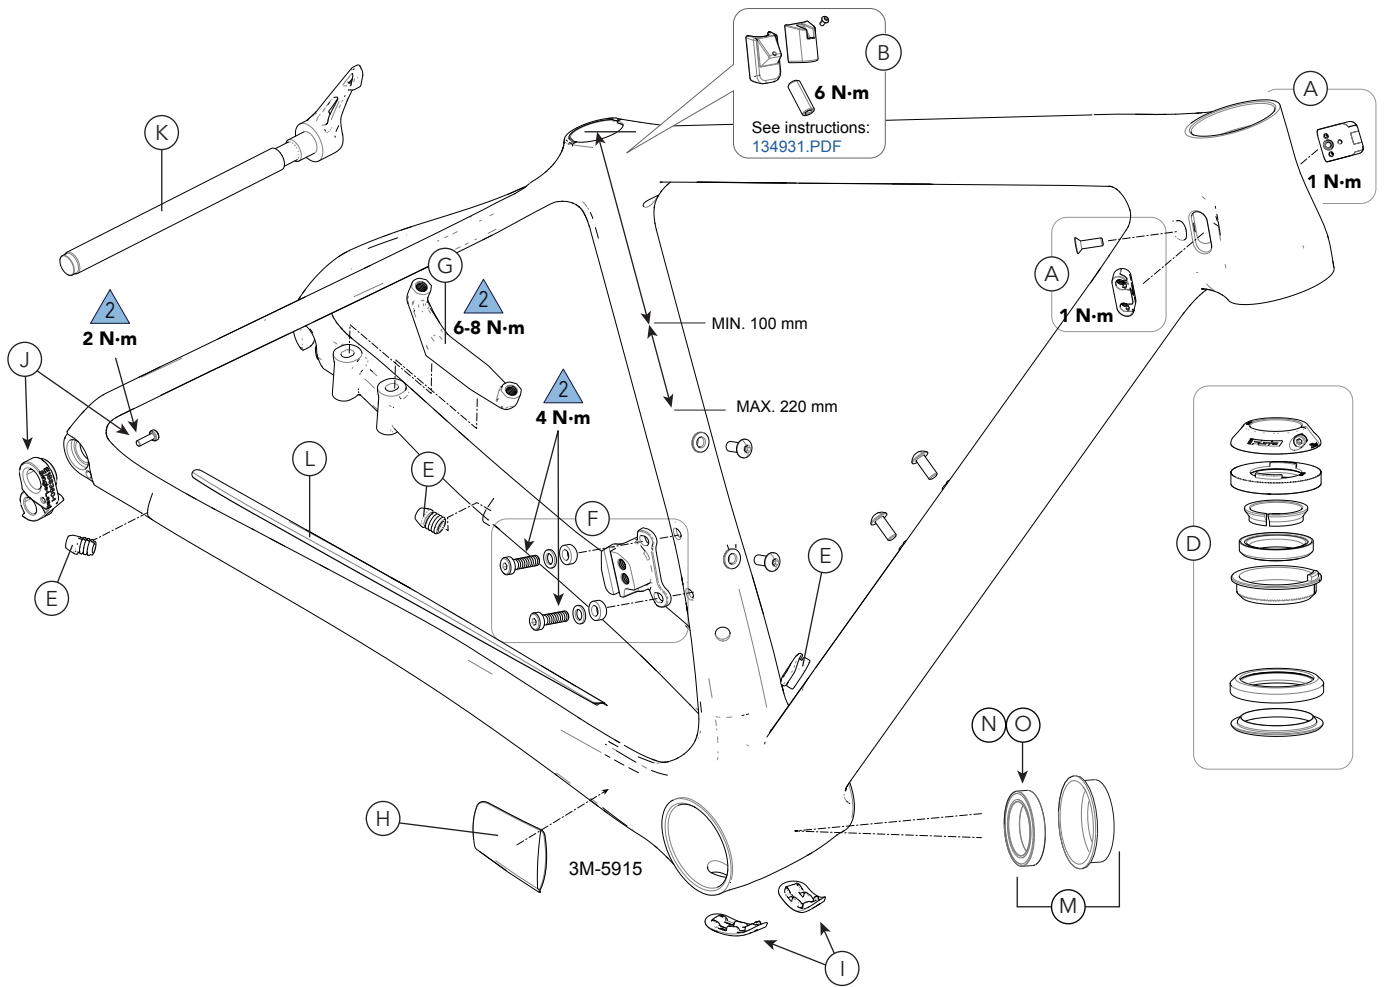 B
6 N·m
See instructions:
134931.PDF
A
1 N·m
K
A
1 N·m
G
2
6-8 N·m
2
2 N·m
MIN. 100 mm
J
2
4 N·m
MAX. 220 mm
L
E
F
D
E
E
N O
H
3M-5915
M
I